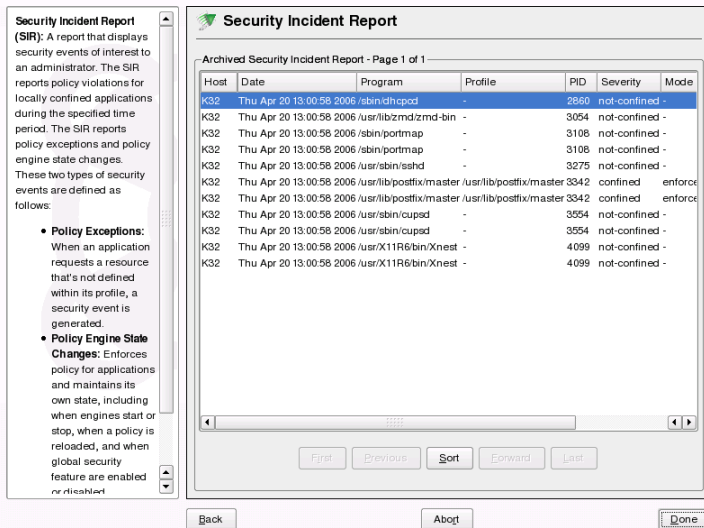 Security Incident Report
(SIR): A report that displays
security events of interest to
an administrator. The SIR
reports policy violations for
locally confined applications
during the specified time
period. The SIR reports
policy exceptions and policy
engine state changes.
These two types of security
events are defined as
follows:
• Policy Exceptions:
When an application
requests a resource
that's not defined
within its profile, a
security event is
generated.
• Policy Engine State
Changes: Enforces
policy for applications
and maintains its
own state, including
when engines start or
stop, when a policy is
reloaded, and when
global security
feature are enabled
or disabled
Security Incident Report
Archived Security Incident Report - Page 1 of 1
Host Date Program Profile PID Severity Mode
K32 Thu Apr 20 13:00:58 2006 /sbin/dhcpcd - 2860 not-confined -
K32 Thu Apr 20 13:00:58 2006 /usr/lib/zmd/zmd-bin - 3054 not-confined -
K32 Thu Apr 20 13:00:58 2006 /sbin/portmap - 3108 not-confined -
K32 Thu Apr 20 13:00:58 2006 /sbin/portmap - 3108 not-confined -
K32 Thu Apr 20 13:00:58 2006 /usr/sbin/sshd - 3275 not-confined -
K32 Thu Apr 20 13:00:58 2006 /usr/lib/postfix/master /usr/lib/postfix/master 3342 confined enforce
K32 Thu Apr 20 13:00:58 2006 /usr/lib/postfix/master /usr/lib/postfix/master 3342 confined enforce
K32 Thu Apr 20 13:00:58 2006 /usr/sbin/cupsd - 3554 not-confined -
K32 Thu Apr 20 13:00:58 2006 /usr/sbin/cupsd - 3554 not-confined -
K32 Thu Apr 20 13:00:58 2006 /usr/X11R6/bin/Xnest - 4099 not-confined -
K32 Thu Apr 20 13:00:58 2006 /usr/X11R6/bin/Xnest - 4099 not-confined -
First Previous Sort Forward Last
Back Abort Done